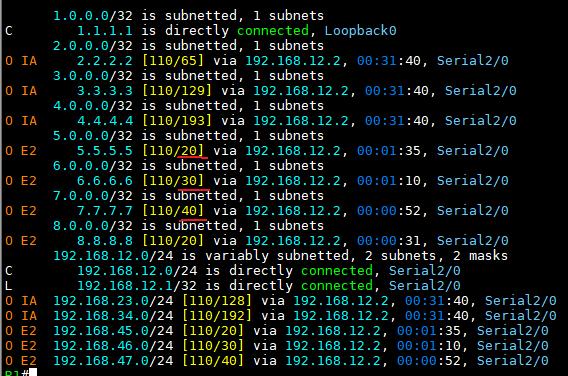 1.0.0.0/32 is subnetted, 1 subnets
C 1.1.1.1 is directly connected, Loopback0
2.0.0.0/32 is subnetted, 1 subnets
O IA 2.2.2.2 [110/65] via 192.168.12.2, 00:31:40, Serial2/0
3.0.0.0/32 is subnetted, 1 subnets
O IA 3.3.3.3 [110/129] via 192.168.12.2, 00:31:40, Serial2/0
4.0.0.0/32 is subnetted, 1 subnets
O IA 4.4.4.4 [110/193] via 192.168.12.2, 00:31:40, Serial2/0
5.0.0.0/32 is subnetted, 1 subnets
O E2 5.5.5.5 [110/20] via 192.168.12.2, 00:01:35, Serial2/0
6.0.0.0/32 is subnetted, 1 subnets
O E2 6.6.6.6 [110/30] via 192.168.12.2, 00:01:10, Serial2/0
7.0.0.0/32 is subnetted, 1 subnets
O E2 7.7.7.7 [110/40] via 192.168.12.2, 00:00:52, Serial2/0
8.0.0.0/32 is subnetted, 1 subnets
O E2 8.8.8.8 [110/20] via 192.168.12.2, 00:00:31, Serial2/0
192.168.12.0/24 is variably subnetted, 2 subnets, 2 masks
C 192.168.12.0/24 is directly connected, Serial2/0
L 192.168.12.1/32 is directly connected, Serial2/0
O IA 192.168.23.0/24 [110/128] via 192.168.12.2, 00:31:40, Serial2/0
O IA 192.168.34.0/24 [110/192] via 192.168.12.2, 00:31:40, Serial2/0
O E2 192.168.45.0/24 [110/20] via 192.168.12.2, 00:01:35, Serial2/0
O E2 192.168.46.0/24 [110/30] via 192.168.12.2, 00:01:10, Serial2/0
O E2 192.168.47.0/24 [110/40] via 192.168.12.2, 00:00:52, Serial2/0
R1#